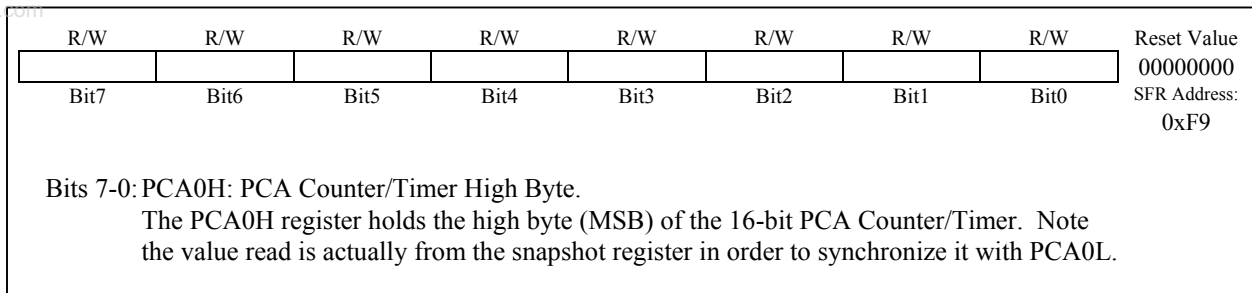 .com
R/W R/W R/W R/W R/W R/W R/W R/W Reset Value
00000000
Bit7 Bit6 Bit5 Bit4 Bit3 Bit2 Bit1 Bit0 SFR Address:
0xF9
Bits 7-0: PCA0H: PCA Counter/Timer High Byte.
The PCA0H register holds the high byte (MSB) of the 16-bit PCA Counter/Timer. Note
the value read is actually from the snapshot register in order to synchronize it with PCA0L.